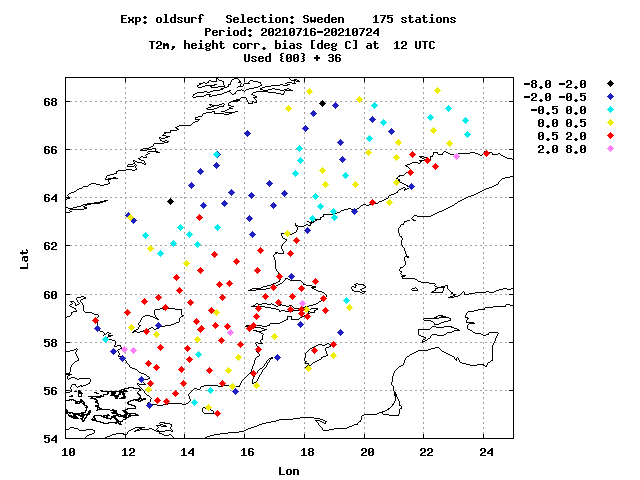 Exp: oldsurf   Selection: Sweden    175 stations
Period: 20210716-20210724
T2m, height corr. bias [deg C] at  12 UTC
Used {00} + 36
-8.0 -2.0
-2.0 -0.5
-0.5 0.0
0.0 0.5
0.5 2.0
2.0 8.0
68
66
64
62
60
58
56
54
Lat
10 12 14 16 18 20 22 24
Lon